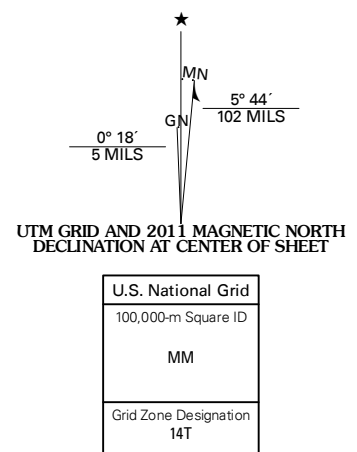 MN
GN
5° 44´
102 MILS
0° 18´
5 MILS
UTM GRID AND 2011 MAGNETIC NORTH
DECLINATION AT CENTER OF SHEET
U.S. National Grid
100,000-m Square ID
MM
Grid Zone Designation
14T